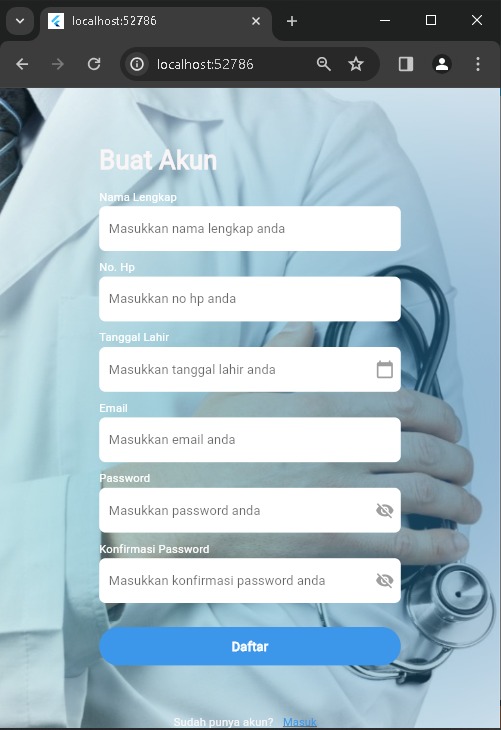 localhost:52786
localhost:52786
Buat Akun
Nama Lengkap
Masukkan nama lengkap anda
No. Hp
Masukkan no hp anda
Tanggal Lahir
Masukkan tanggal lahir anda
Email
Masukkan email anda
Password
Masukkan password anda
Konfirmasi Password
Masukkan konfirmasi password anda
Daftar
Sudah punya akun? Masuk